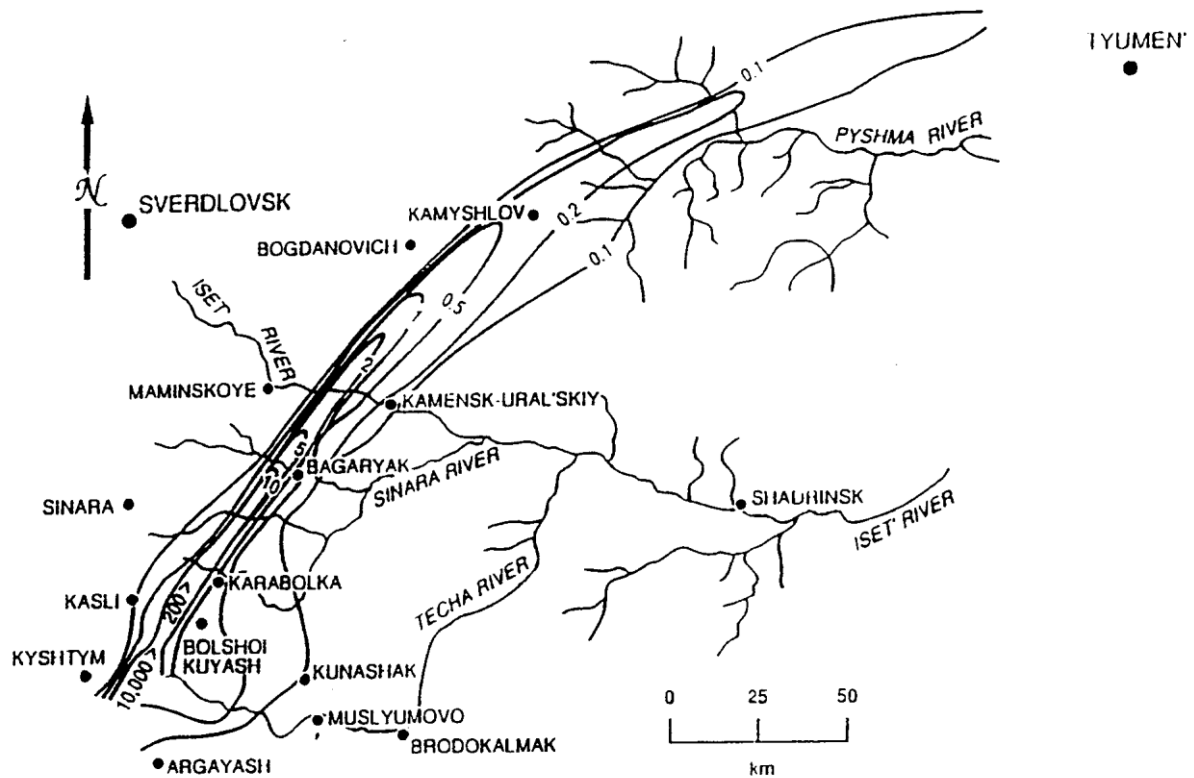 TYUMEN'
0.1
PYSHMA RIVER
N
SVERDLOVSK
KAMYSHLOV
0.2
BOGDANOVICH
0.1
ISET' RIVER
0.5
1
2
MAMINSKOYE
KAMENSK-URAL'SKIY
5
BAGARYAK
10
SINARA RIVER
SINARA
SHADRINSK
ISET' RIVER
KARABOLKA
TECHA RIVER
KASLI
200 >
BOLSHOI
KUYASH
KYSHTYM
10,000 >
KUNASHAK
0 25 50
MUSLYUMOVO
BRODOKALMAK
ARGAYASH
km